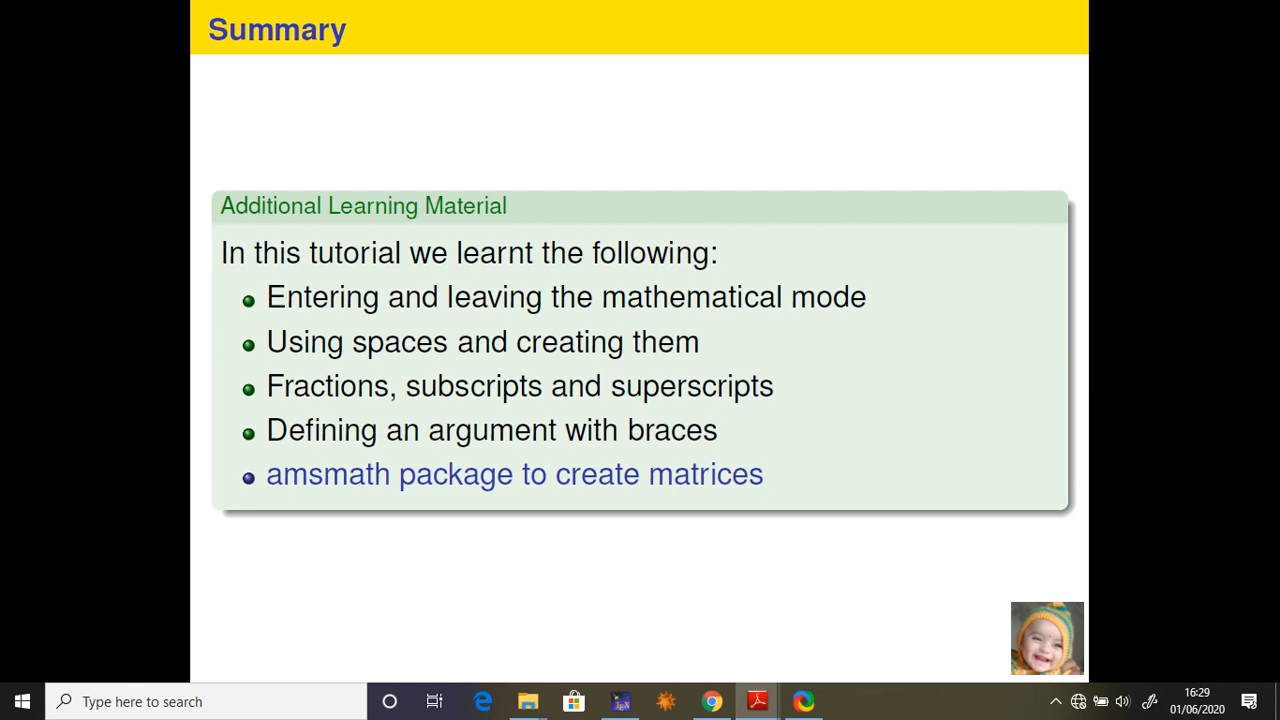 Summary
Additional Learning Material
In this tutorial we learnt the following:
Entering and leaving the mathematical mode
Using spaces and creating them
Fractions, subscripts and superscripts
Defining an argument with braces
amsmath package to create matrices
Type here to search
16:29
01/06/2020